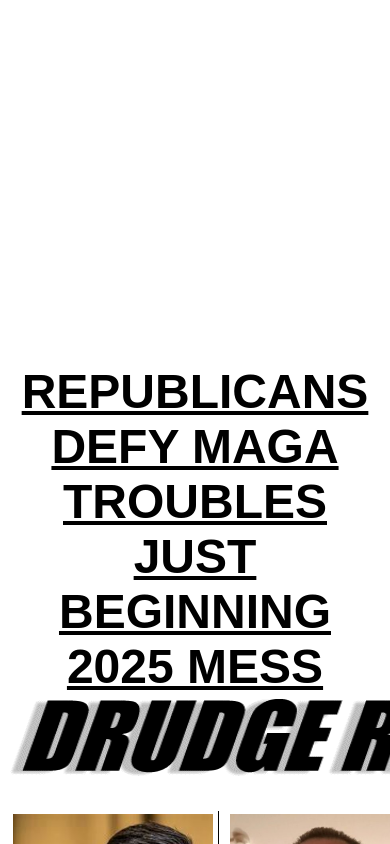 REPUBLICANS
DEFY MAGA
TROUBLES
JUST
BEGINNING
2025 MESS
DRUDGE R